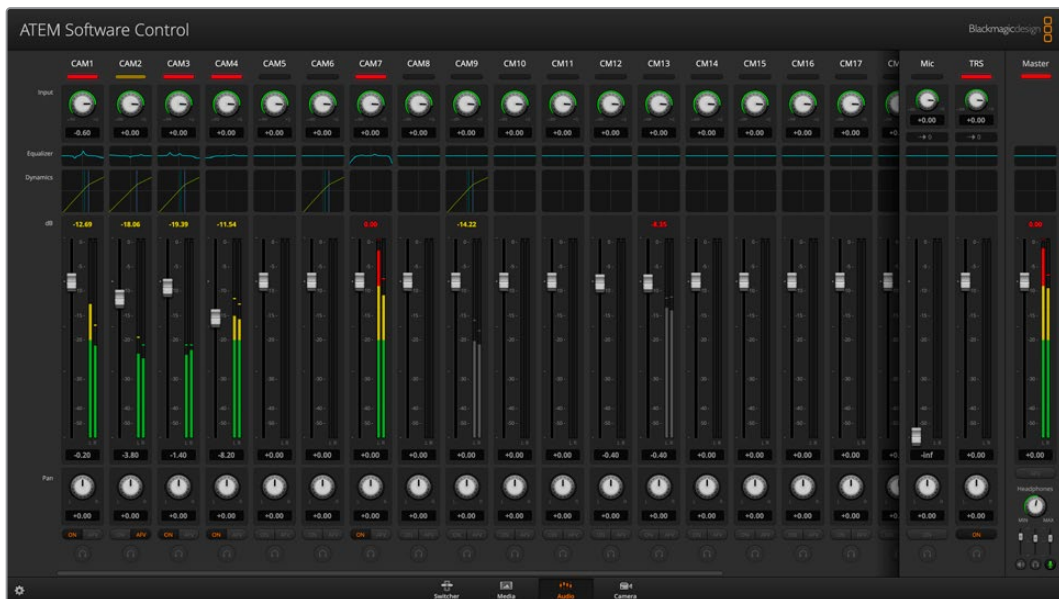 ATEM Software Control
Blackmagicdesign
CAM1 CAM2 CAM3 CAM4 CAM5 CAM6 CAM7 CAM8 CAM9 CM10 CM11 CM12 CM13 CM14 CM15 CM16 CM17 Mic TRS Master
Input
-0.60 +0.00 +0.00 +0.00 +0.00 +0.00 +0.00 +0.00 +0.00 +0.00 +0.00 +0.00 +0.00 +0.00 +0.00 +0.00 +0.00 +0.00 +0.00
Equalizer
Dynamics
dB -12.69 -18.06 -19.39 -11.54 0.00 -14.22 -4.35 0.00
-0.20 -3.80 -1.40 -8.20 +0.00 +0.00 +0.00 +0.00 +0.00 +0.00 +0.00 -0.40 -0.40 +0.00 +0.00 +0.00 +0.00 -inf +0.00 +0.00
Pan
+0.00 +0.00 +0.00 +0.00 +0.00 +0.00 +0.00 +0.00 +0.00 +0.00 +0.00 +0.00 +0.00 +0.00 +0.00 +0.00 +0.00 +0.00 +0.00
Headphones
MIN MAX
ON AFV ON ON ON ON
Switcher Media Audio Camera